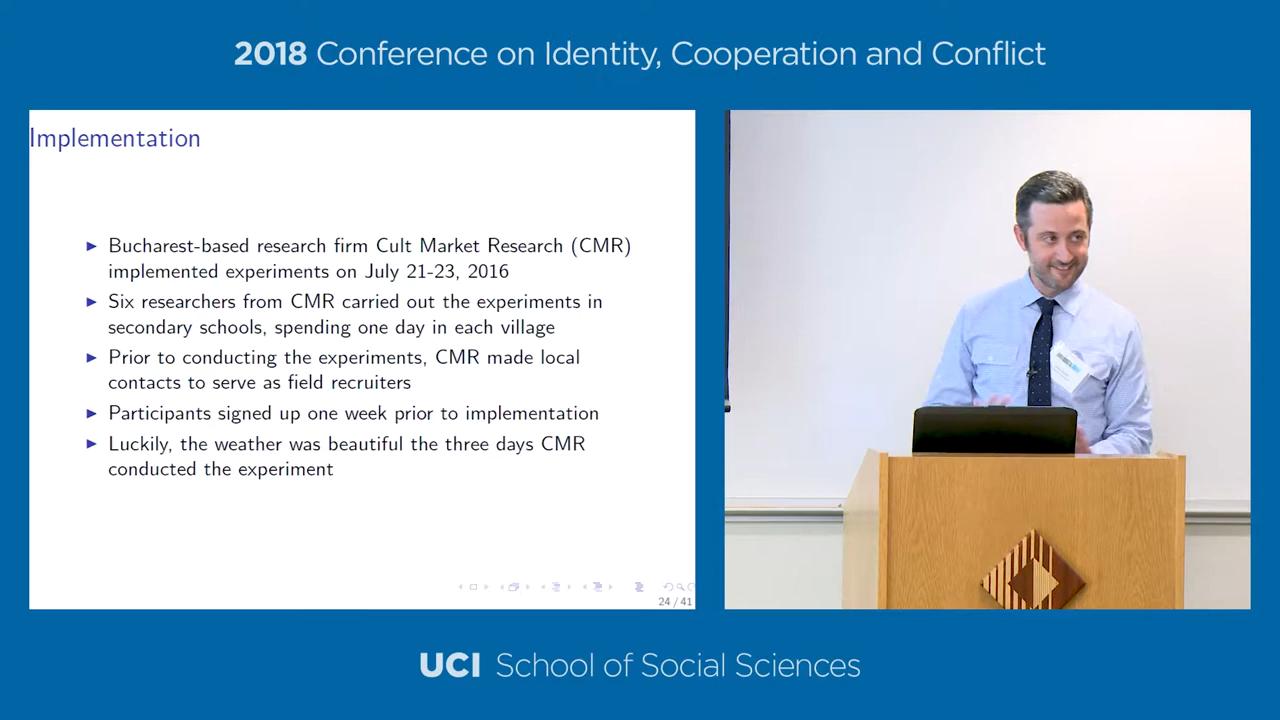 2018 Conference on Identity, Cooperation and Conflict
Implementation
▶ Bucharest-based research firm Cult Market Research (CMR)
implemented experiments on July 21-23, 2016
▶ Six researchers from CMR carried out the experiments in
secondary schools, spending one day in each village
▶ Prior to conducting the experiments, CMR made local
contacts to serve as field recruiters
▶ Participants signed up one week prior to implementation
▶ Luckily, the weather was beautiful the three days CMR
conducted the experiment
24 / 41
UCI School of Social Sciences